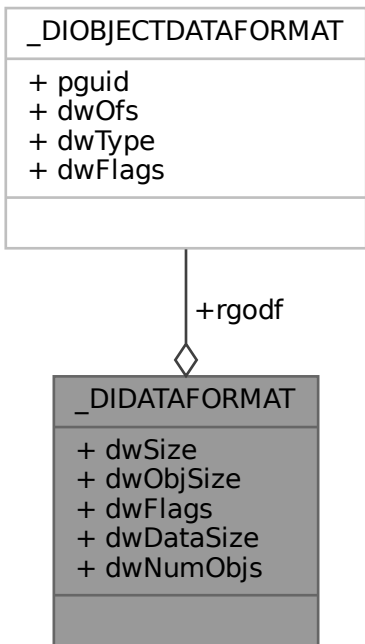 _DIOBJECTDATAFORMAT
+ pguid
+ dwOfs
+ dwType
+ dwFlags
+rgodf
_DIDATAFORMAT
+ dwSize
+ dwObjSize
+ dwFlags
+ dwDataSize
+ dwNumObjs